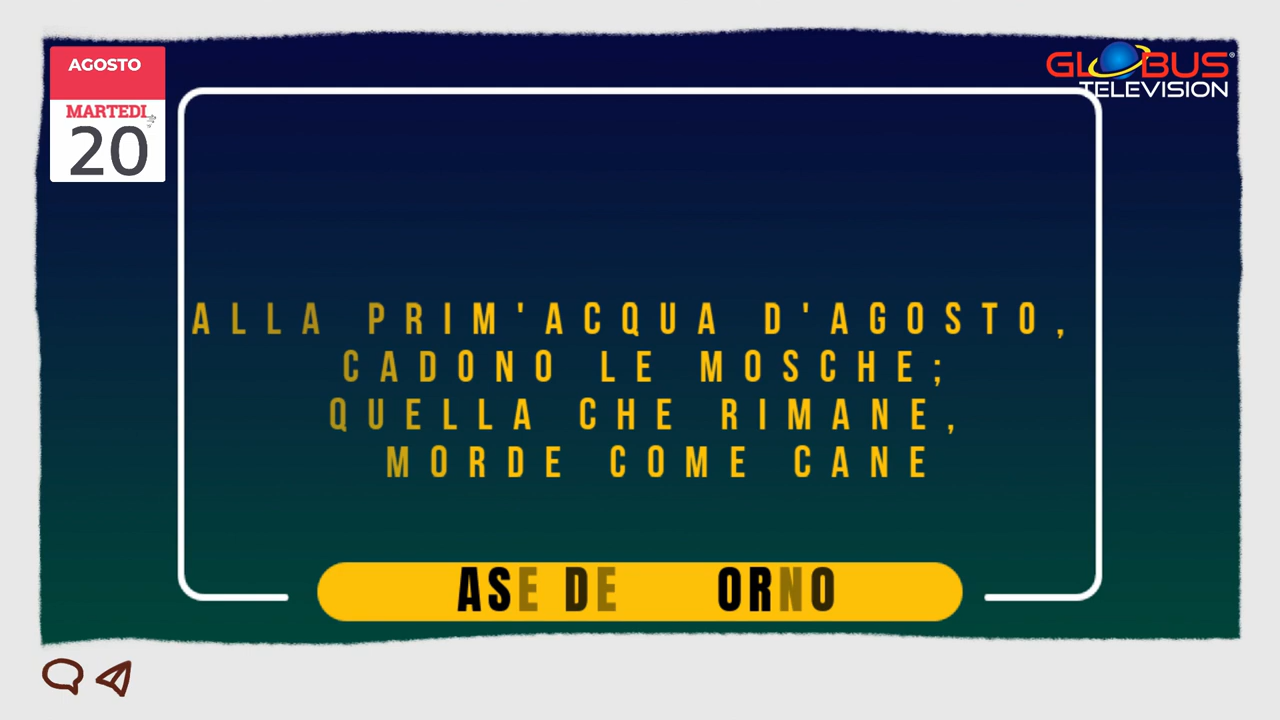 AGOSTO
MARTEDI
20
GLOBUS
TELEVISION
ALLA PRIM'ACQUA D'AGOSTO,
CADONO LE MOSCHE;
QUELLA CHE RIMANE,
MORDE COME CANE
ASE DE ORNO